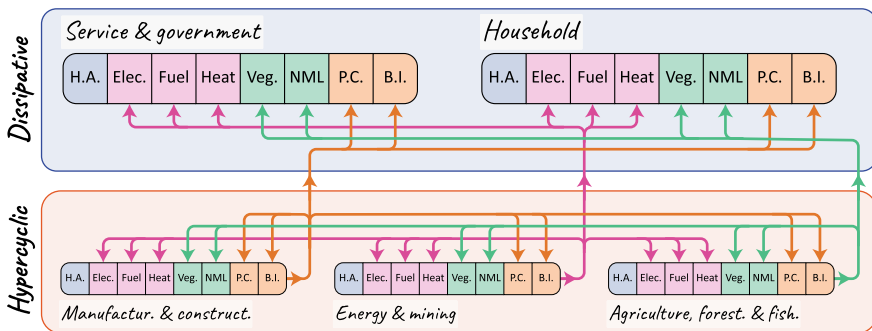 Dissipative
Service & government
H.A. Elec. Fuel Heat Veg. NML P.C. B.I.
Household
H.A. Elec. Fuel Heat Veg. NML P.C. B.I.
Hypercyclic
H.A. Elec. Fuel Heat Veg. NML P.C. B.I.
Manufactur. & construct.
H.A. Elec. Fuel Heat Veg. NML P.C. B.I.
Energy & mining
H.A. Elec. Fuel Heat Veg. NML P.C. B.I.
Agriculture, forest. & fish.